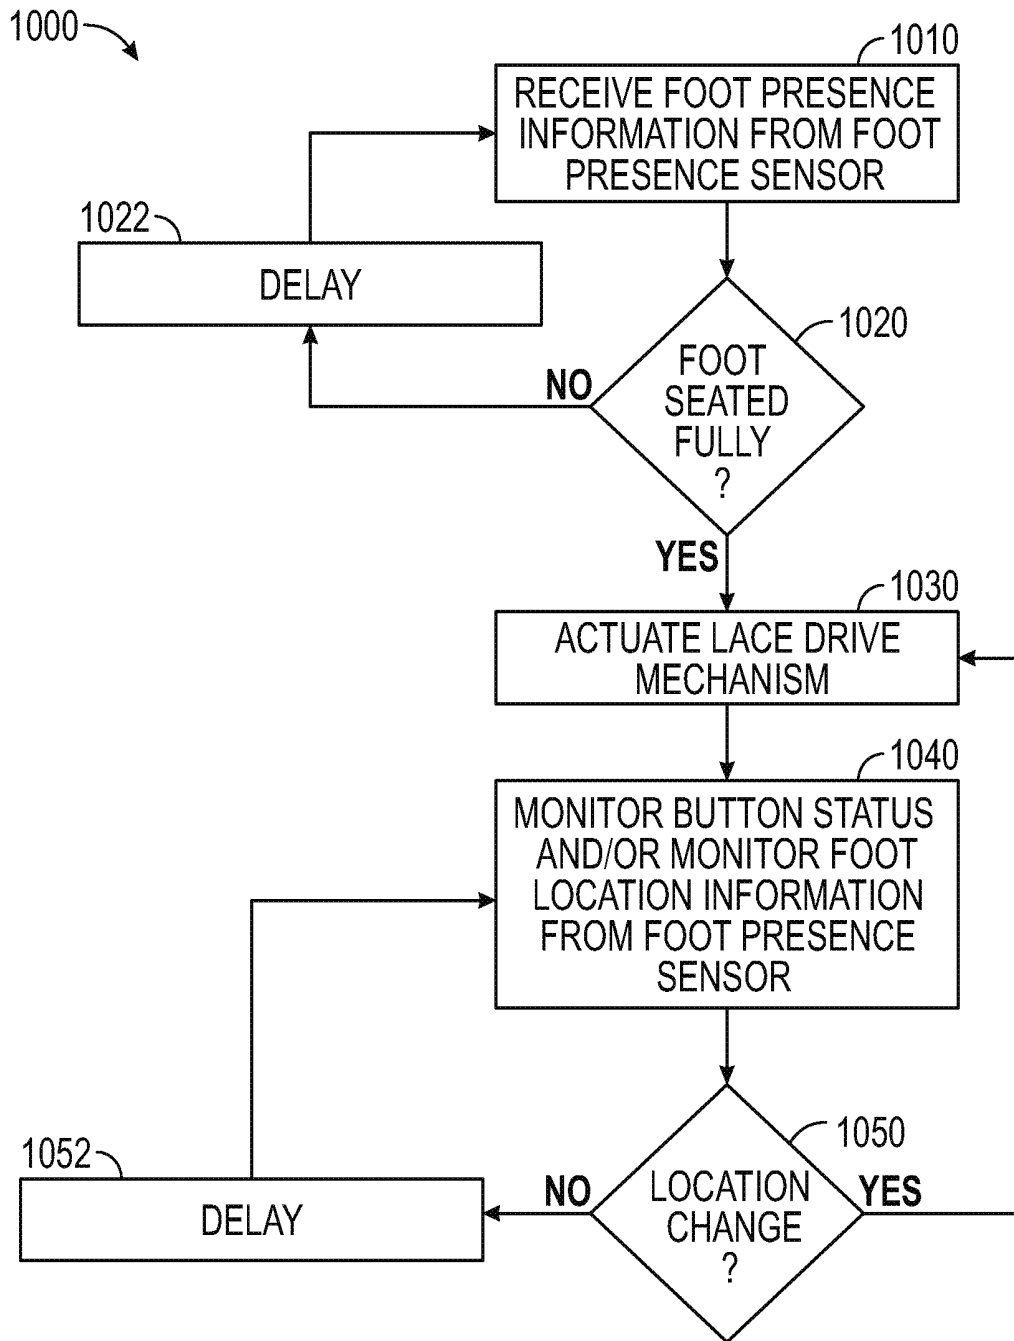 1000
1010
RECEIVE FOOT PRESENCE
INFORMATION FROM FOOT
PRESENCE SENSOR
1022
DELAY
1020
FOOT
SEATED
FULLY
?
NO
YES
1030
ACTUATE LACE DRIVE
MECHANISM
1040
MONITOR BUTTON STATUS
AND/OR MONITOR FOOT
LOCATION INFORMATION
FROM FOOT PRESENCE
SENSOR
1050
LOCATION
CHANGE
?
NO
YES
1052
DELAY